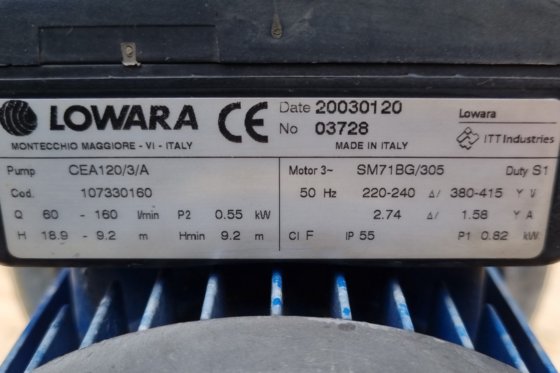 LOWARA CE Date 20030120 Lowara
No 03728 ITT Industries
MONTECCHIO MAGGIORE - VI - ITALY MADE IN ITALY
Pump CEA120/3/A Motor 3~ SM71BG/305 Duty S1
Cod. 107330160 50 Hz 220-240 Δ/ 380-415 Y V
Q 60 - 160 l/min P2 0.55 kW 2.74 Δ/ 1.58 Y A
H 18.9 - 9.2 m Hmin 9.2 m Cl F IP 55 P1 0.82 kW